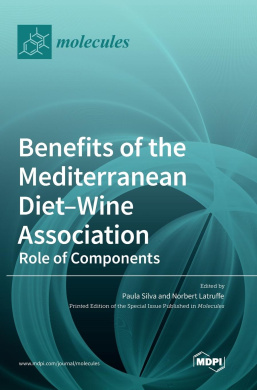 molecules
Benefits of the
Mediterranean
Diet–Wine
Association
Role of Components
Edited by
Paula Silva and Norbert Latruffe
Printed Edition of the Special Issue Published in Molecules
www.mdpi.com/journal/molecules
MDPI